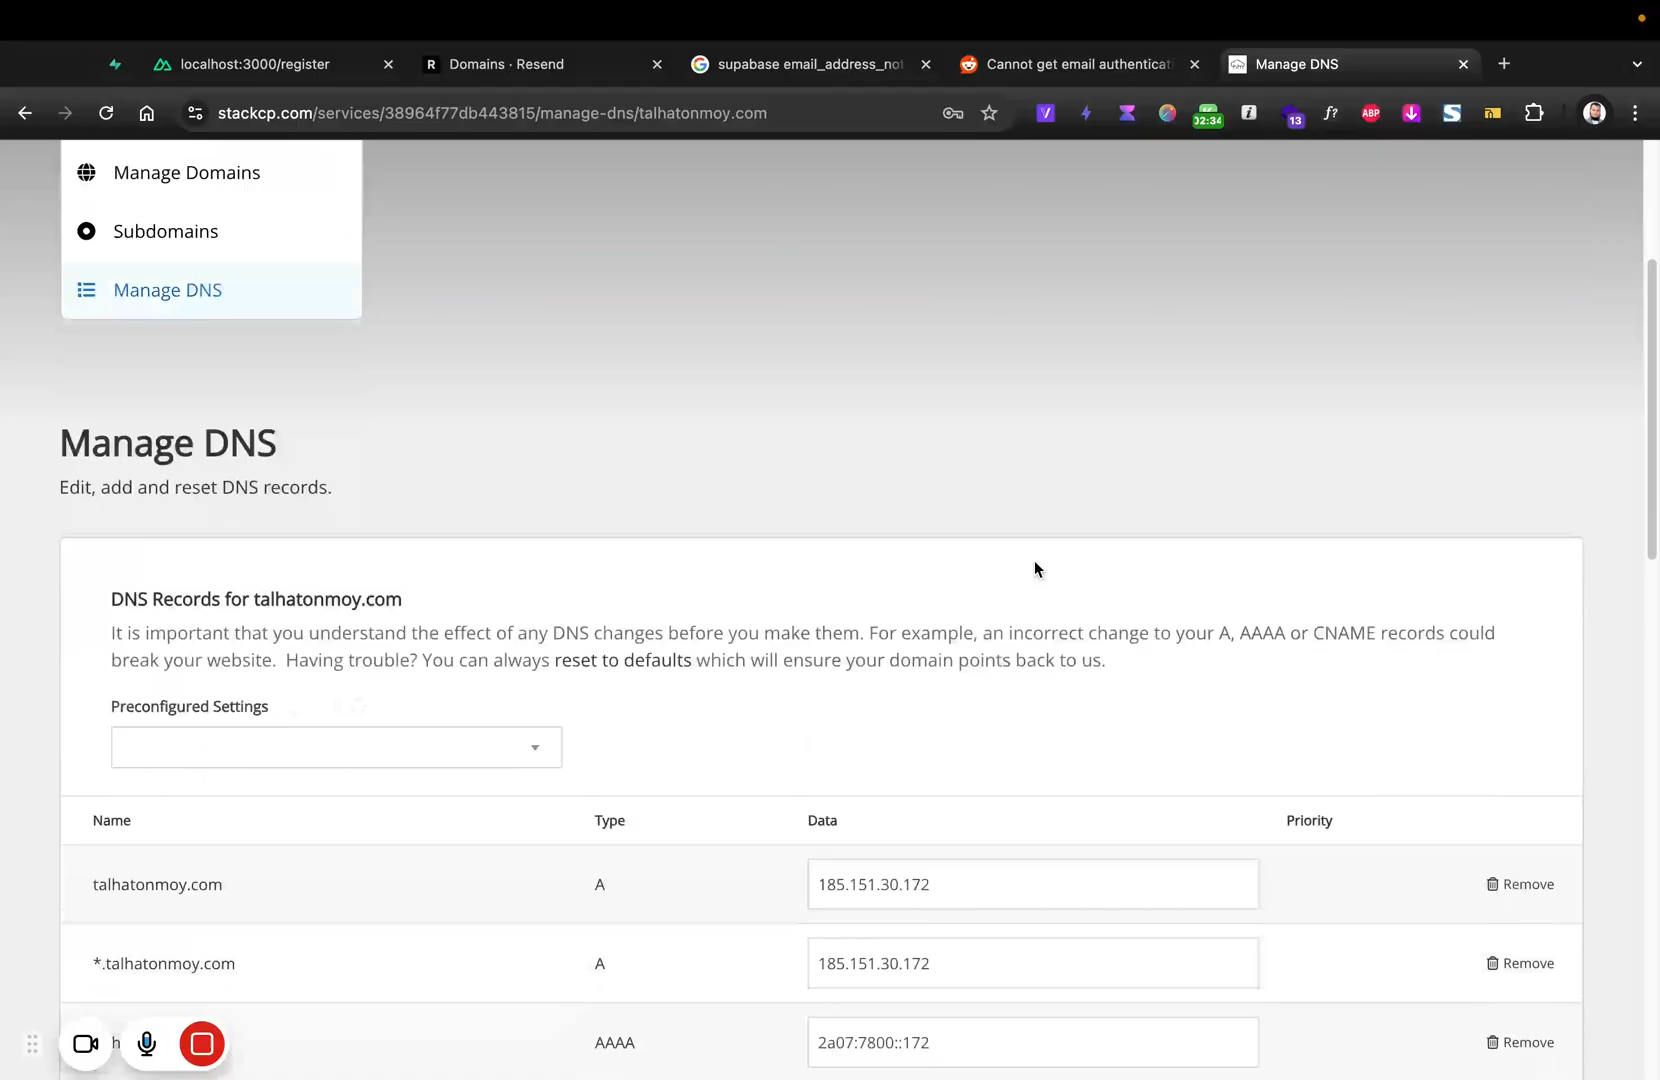 localhost:3000/register
R Domains · Resend
supabase email_address_not
Cannot get email authenticati
Manage DNS
stackcp.com/services/38964f77db443815/manage-dns/talhatonmoy.com
V
02:34
i
13
f?
ABP
S
Manage Domains
Subdomains
Manage DNS
Manage DNS
Edit, add and reset DNS records.
DNS Records for talhatonmoy.com
It is important that you understand the effect of any DNS changes before you make them. For example, an incorrect change to your A, AAAA or CNAME records could
break your website. Having trouble? You can always reset to defaults which will ensure your domain points back to us.
Preconfigured Settings
Name Type Data Priority
talhatonmoy.com A 185.151.30.172 Remove
*.talhatonmoy.com A 185.151.30.172 Remove
h AAAA 2a07:7800::172 Remove